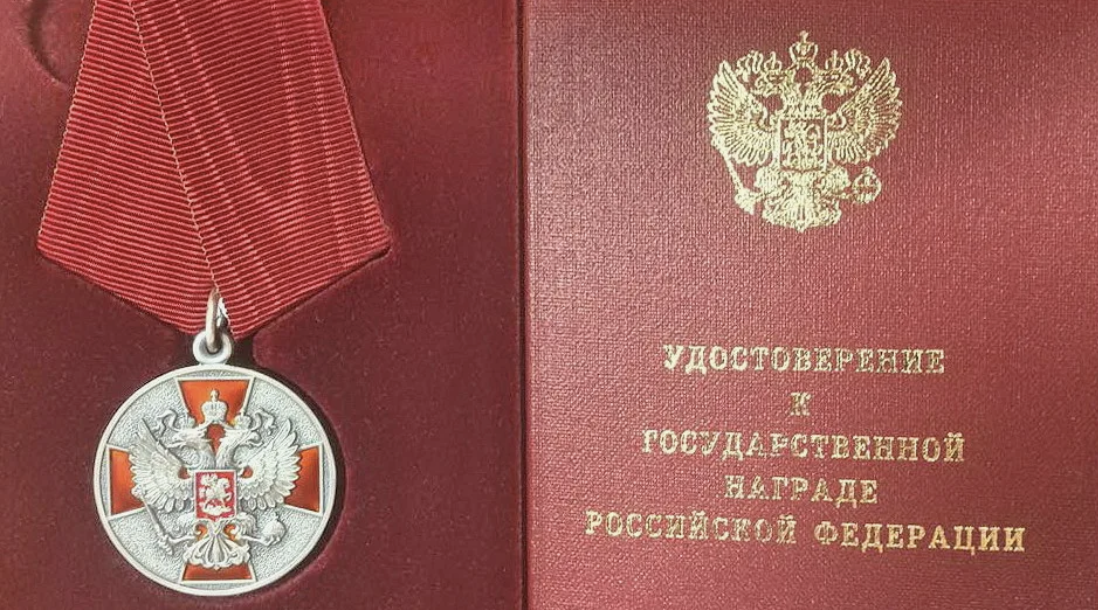 УДОСТОВЕРЕНИЕ
К
ГОСУДАРСТВЕННОЙ
НАГРАДЕ
РОССИЙСКОЙ ФЕДЕРАЦИИ